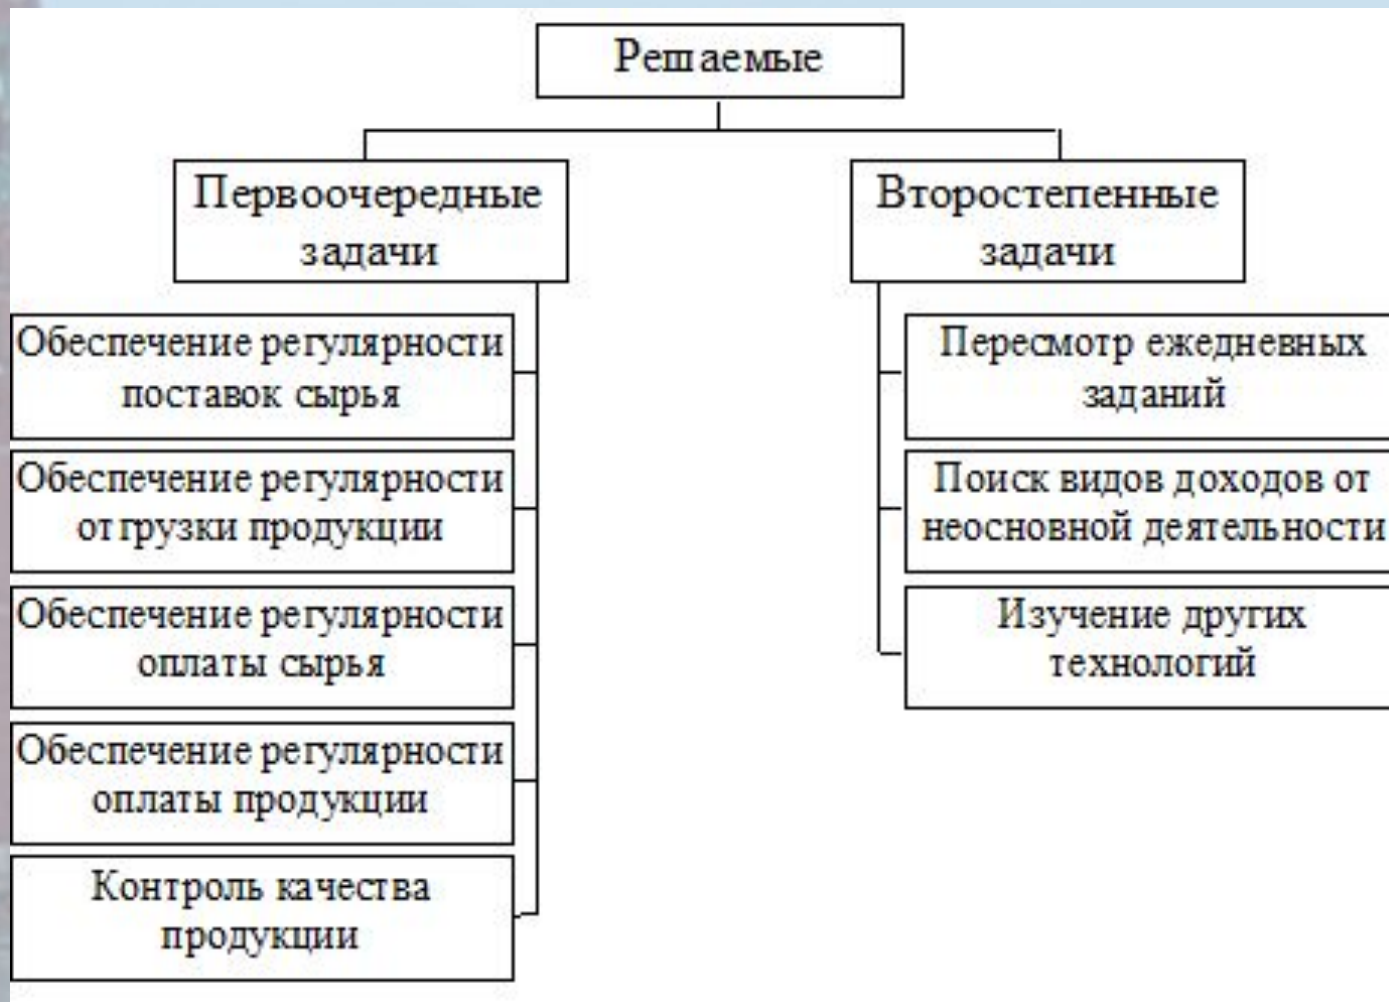 Решаемые
Первоочередные
задачи
Обеспечение регулярности
поставок сырья
Обеспечение регулярности
отгрузки продукции
Обеспечение регулярности
оплаты сырья
Обеспечение регулярности
оплаты продукции
Контроль качества
продукции
Второстепенные
задачи
Пересмотр ежедневных
заданий
Поиск видов доходов от
неосновной деятельности
Изучение других
технологий